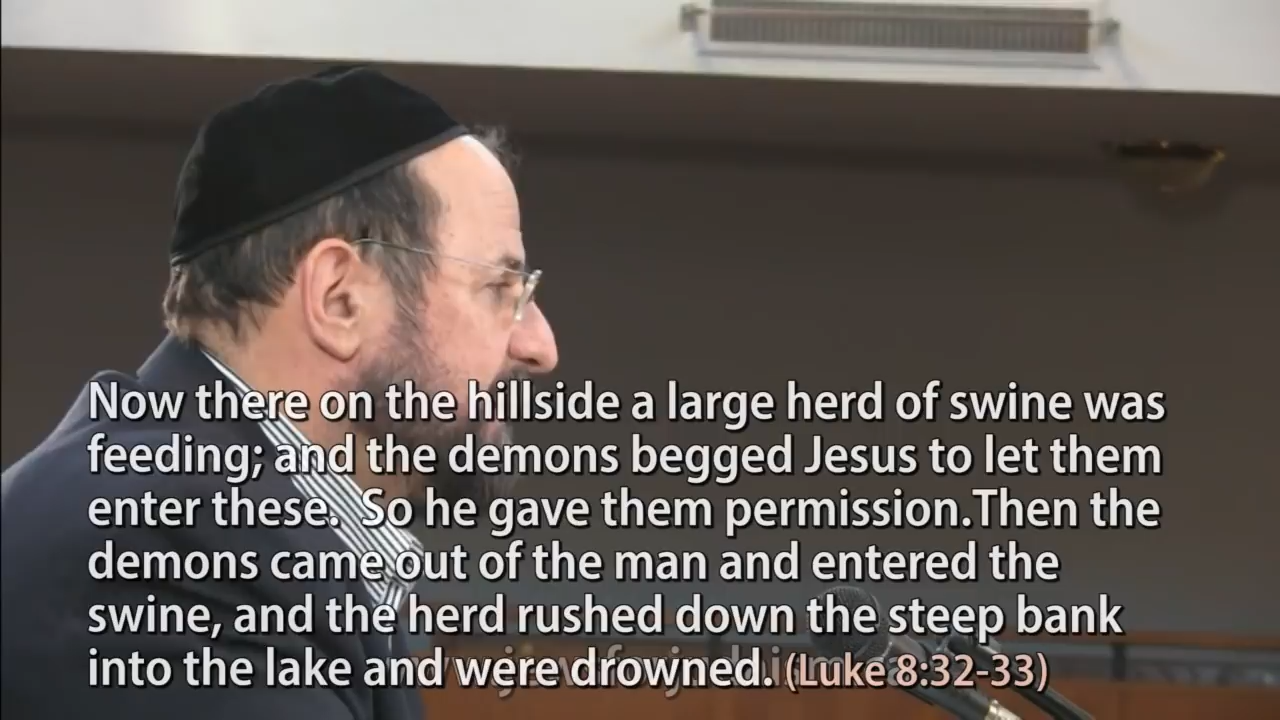 Now there on the hillside a large herd of swine was
feeding; and the demons begged Jesus to let them
enter these.  So he gave them permission.Then the
demons came out of the man and entered the
swine, and the herd rushed down the steep bank
into the lake and were drowned. (Luke 8:32-33)